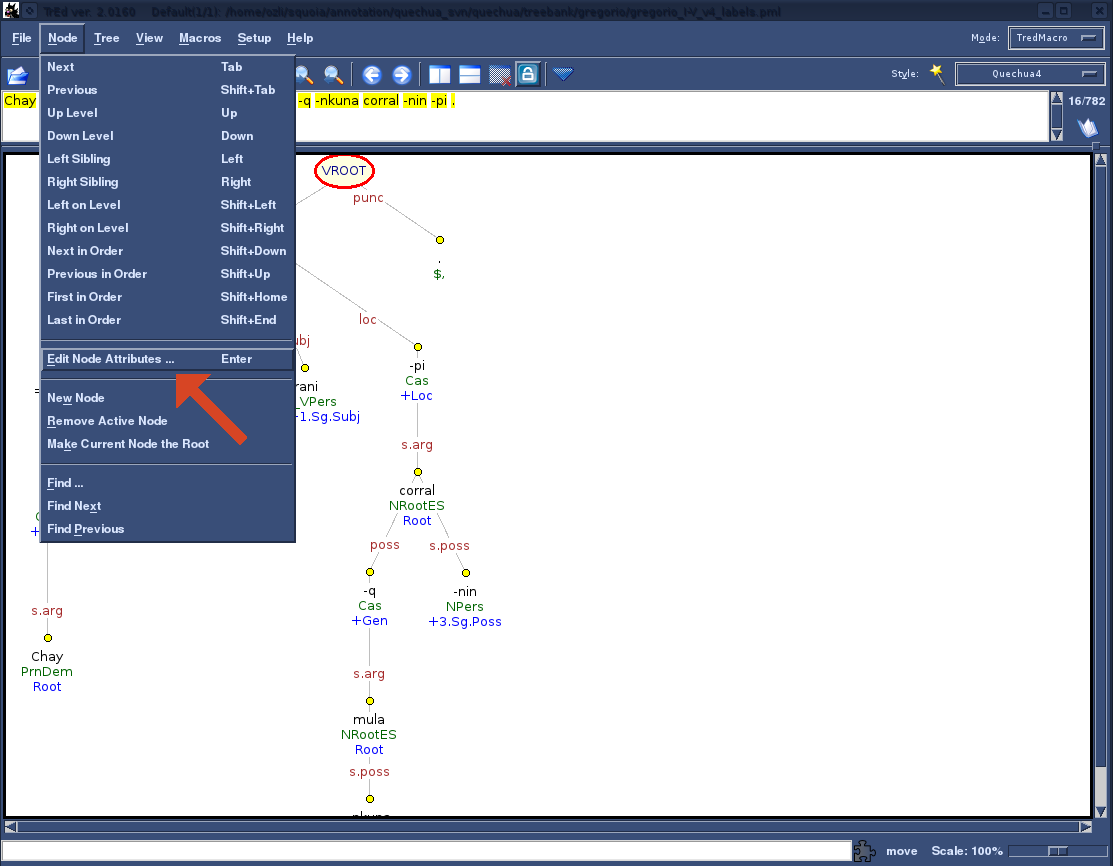 TrEd ver. 2.0160 Default(1/1): /home/ozli/squoia/annotation/quechua_svn/quechua/treebank/gregorio/gregorio_I-V_v4_labels.pml
File Node Tree View Macros Setup Help Mode: TredMacro
Style: Quechua4
Chay -q -nkuna corral -nin -pi . 16/782
Next Tab
Previous Shift+Tab
Up Level Up
Down Level Down
Left Sibling Left
Right Sibling Right
Left on Level Shift+Left
Right on Level Shift+Right
Next in Order Shift+Down
Previous in Order Shift+Up
First in Order Shift+Home
Last in Order Shift+End
Edit Node Attributes ... Enter
New Node
Remove Active Node
Make Current Node the Root
Find ...
Find Next
Find Previous
VROOT
punc
.
$,
loc
-pi
Cas
+Loc
rani
_VPers
-1.Sg.Subj
s.arg
corral
NRootES
Root
poss s.poss
-q -nin
Cas NPers
+Gen +3.Sg.Poss
s.arg
Chay
PrnDem
Root
s.arg
mula
NRootES
Root
s.poss
move Scale: 100%